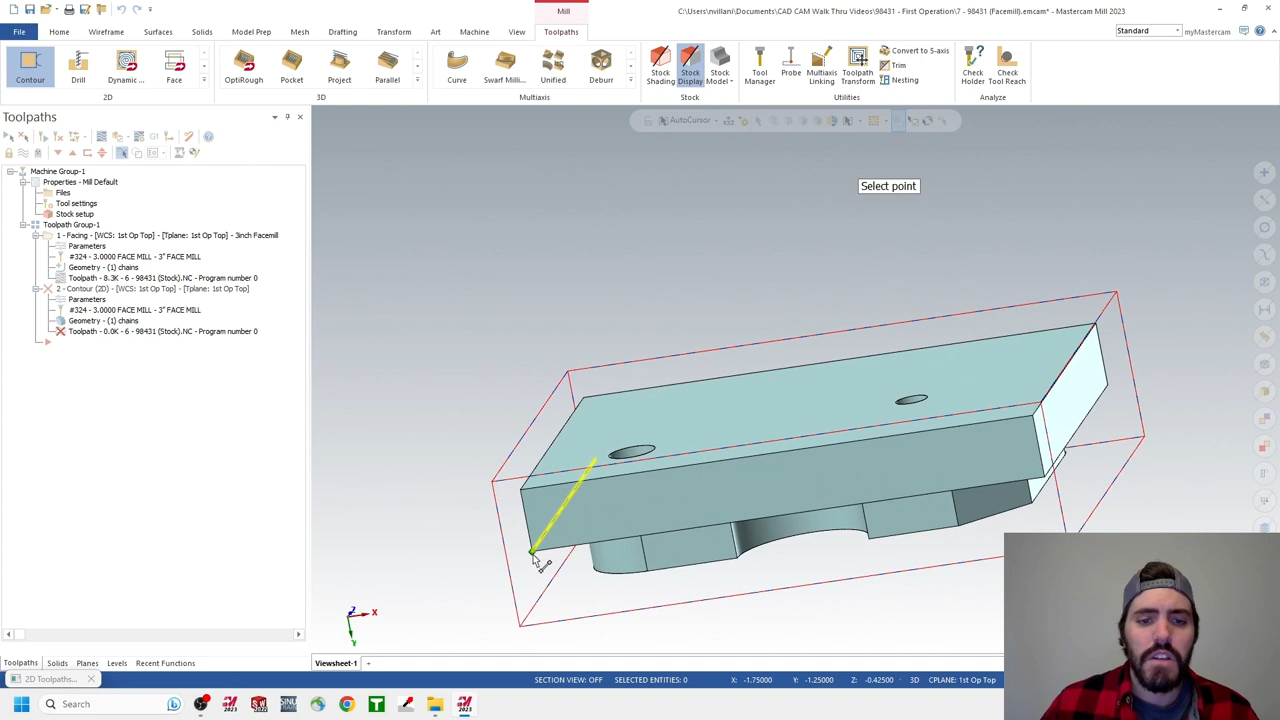 Mill
C:\Users\nvillani\Documents\CAD CAM Walk Thru Videos\98431 - First Operation\7 - 98431 (Facemill).emcam* - Mastercam Mill 2023
File Home Wireframe Surfaces Solids Model Prep Mesh Drafting Transform Art Machine View Toolpaths
Standard
myMastercam
Contour Drill Dynamic ... Face
OptiRough Pocket Project Parallel
Curve Swarf Milli... Unified Deburr
Stock Shading Stock Display Stock Model
Tool Manager Probe Multiaxis Linking Toolpath Transform
Convert to 5-axis
Trim
Nesting
Check Holder Check Tool Reach
2D 3D Multiaxis Stock Utilities Analyze
Toolpaths
AutoCursor
Select point
Machine Group-1
Properties - Mill Default
Files
Tool settings
Stock setup
Toolpath Group-1
1 - Facing - [WCS: 1st Op Top] - [Tplane: 1st Op Top] - 3inch Facemill
Parameters
#324 - 3.0000 FACE MILL - 3" FACE MILL
Geometry - (1) chains
Toolpath - 8.3K - 6 - 98431 (Stock).NC - Program number 0
2 - Contour (2D) - [WCS: 1st Op Top] - [Tplane: 1st Op Top]
Parameters
#324 - 3.0000 FACE MILL - 3" FACE MILL
Geometry - (1) chains
Toolpath - 0.0K - 6 - 98431 (Stock).NC - Program number 0
Z
X
Y
Toolpaths Solids Planes Levels Recent Functions
Viewsheet-1
2D Toolpaths...
SECTION VIEW: OFF SELECTED ENTITIES: 0 X: -1.75000 Y: -1.25000 Z: -0.42500 3D CPLANE: 1st Op Top
Search